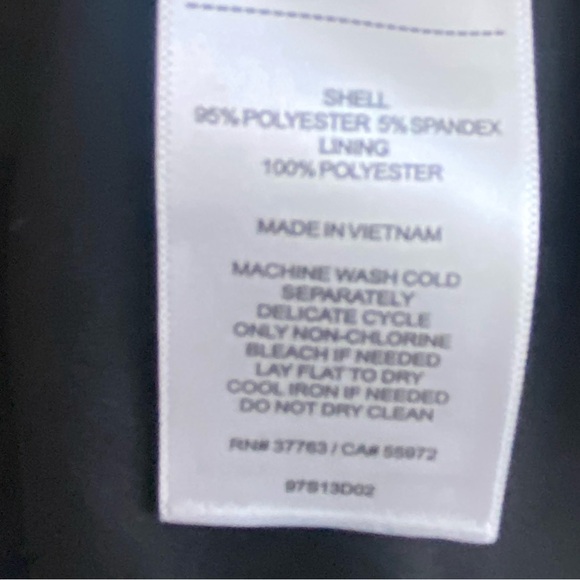 SHELL
95% POLYESTER 5% SPANDEX
LINING
100% POLYESTER
MADE IN VIETNAM
MACHINE WASH COLD
SEPARATELY
DELICATE CYCLE
ONLY NON-CHLORINE
BLEACH IF NEEDED
LAY FLAT TO DRY
COOL IRON IF NEEDED
DO NOT DRY CLEAN
RN# 37763 / CA# 55972
97S13D02